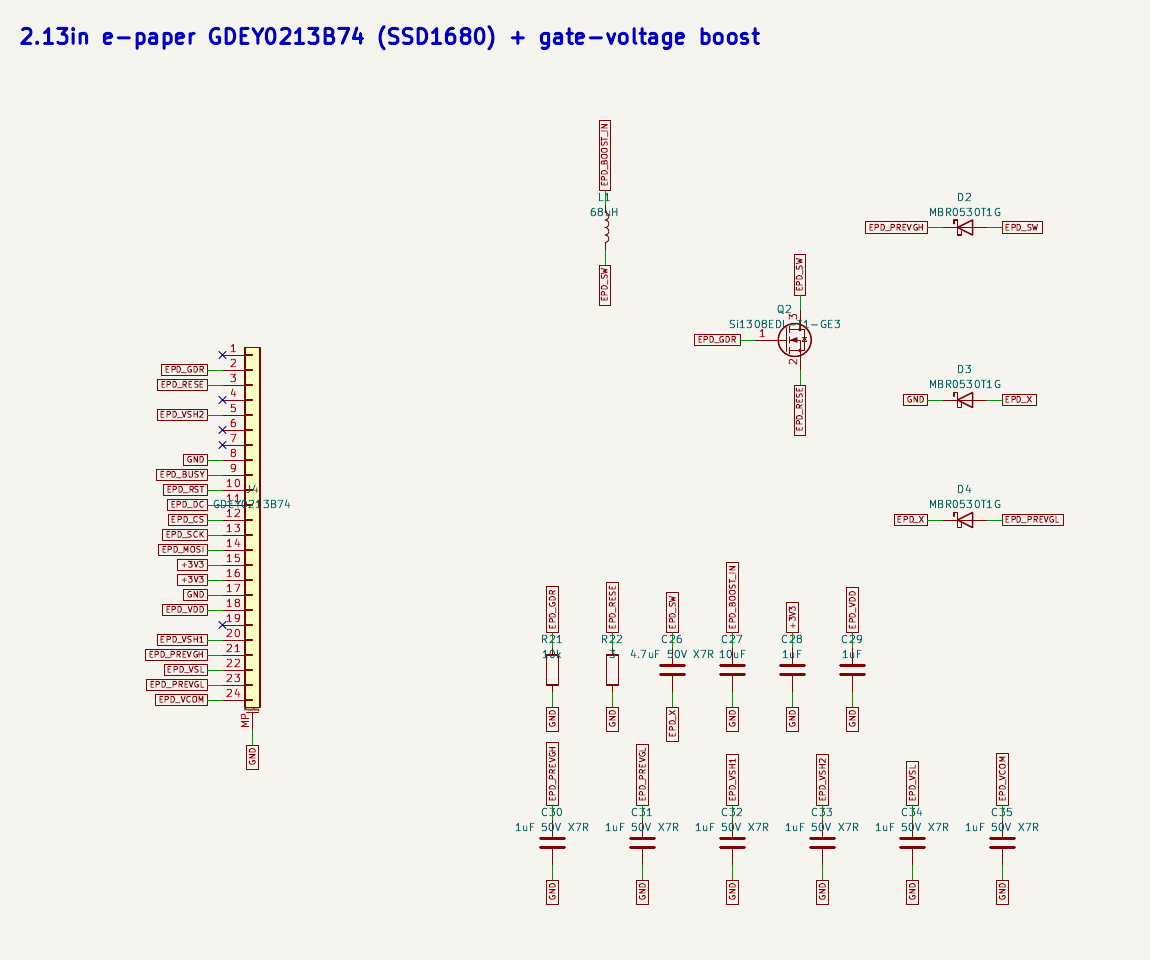 2.13in e-paper GDEY0213B74 (SSD1680) + gate-voltage boost
EPD_BOOST_IN
L1
68uH
EPD_SW
D2
MBR0530T1G
EPD_PREVGH
EPD_SW
EPD_SW
Q2
3
1
EPD_GDR
2
EPD_RESE
D3
MBR0530T1G
GND
EPD_X
D4
MBR0530T1G
EPD_X
EPD_PREVGL
1
EPD_GDR 2
EPD_RESE 3
4
EPD_VSH2 5
6
7
GND 8
EPD_BUSY 9
EPD_RST 10
J4
EPD_DC 11
GDEY0213B74
EPD_CS 12
EPD_SCK 13
EPD_MOSI 14
+3V3 15
+3V3 16
GND 17
EPD_VDD 18
19
EPD_VSH1 20
EPD_PREVGH 21
EPD_VSL 22
EPD_PREVGL 23
EPD_VCOM 24
MP
GND
EPD_GDR
EPD_RESE
EPD_SW
EPD_BOOST_IN
+3V3
EPD_VDD
R21
R22
C26
C27
C28
C29
10k
3
4.7uF 50V X7R
10uF
1uF
1uF
GND
GND
EPD_X
GND
GND
GND
EPD_PREVGH
EPD_PREVGL
EPD_VSH1
EPD_VSH2
EPD_VSL
EPD_VCOM
C30
C31
C32
C33
C34
C35
1uF 50V X7R
1uF 50V X7R
1uF 50V X7R
1uF 50V X7R
1uF 50V X7R
1uF 50V X7R
GND
GND
GND
GND
GND
GND